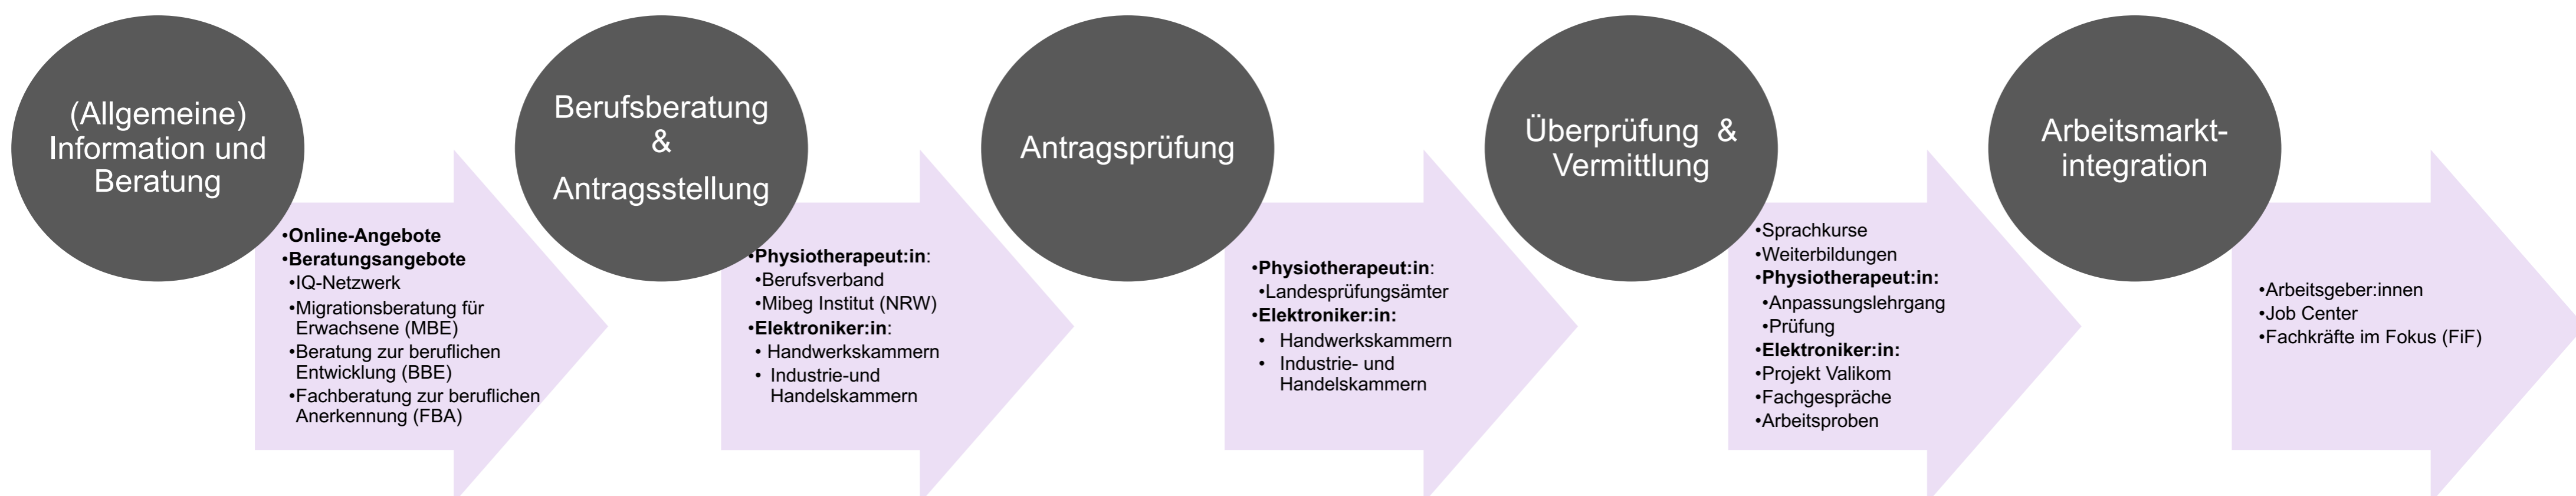 (Allgemeine)
Information und
Beratung
•Online-Angebote
•Beratungsangebote
•IQ-Netzwerk
•Migrationsberatung für
Erwachsene (MBE)
•Beratung zur beruflichen
Entwicklung (BBE)
•Fachberatung zur beruflichen
Anerkennung (FBA)
Berufsberatung
&
Antragsstellung
•Physiotherapeut:in:
•Berufsverband
•Mibeg Institut (NRW)
•Elektroniker:in:
• Handwerkskammern
• Industrie-und
Handelskammern
Antragsprüfung
•Physiotherapeut:in:
•Landesprüfungsämter
•Elektroniker:in:
• Handwerkskammern
• Industrie- und
Handelskammern
Überprüfung &
Vermittlung
•Sprachkurse
•Weiterbildungen
•Physiotherapeut:in:
•Anpassungslehrgang
•Prüfung
•Elektroniker:in:
•Projekt Valikom
•Fachgespräche
•Arbeitsproben
Arbeitsmarkt-
integration
•Arbeitsgeber:innen
•Job Center
•Fachkräfte im Fokus (FiF)